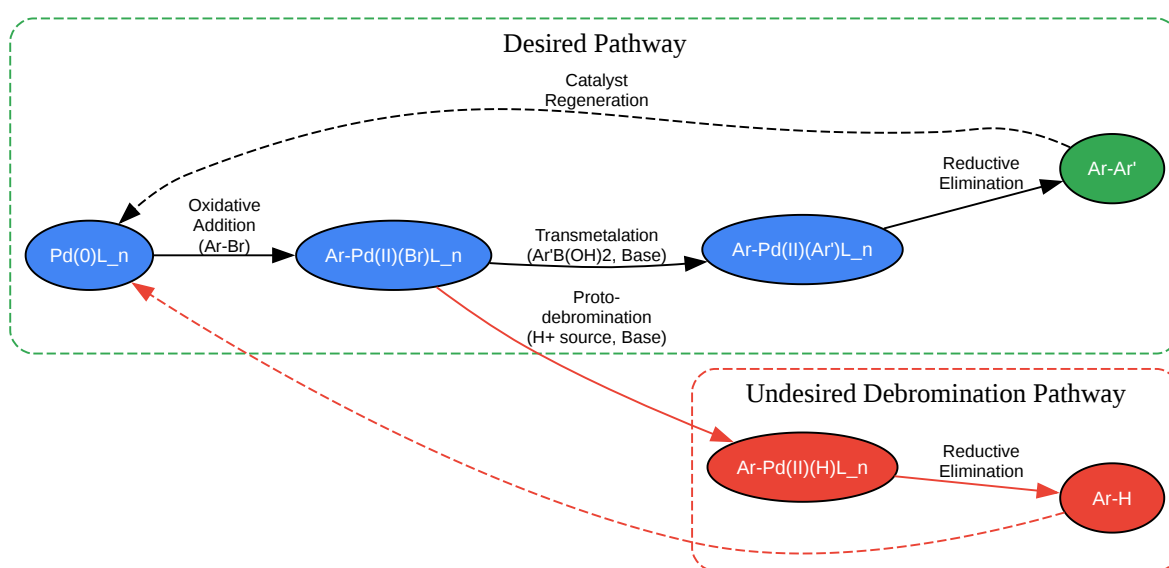 Desired Pathway
Catalyst
Regeneration
Reductive
Elimination
Ar-Ar'
Oxidative
Addition
(Ar-Br)
Pd(0)L_n
Ar-Pd(II)(Br)L_n
Transmetalation
(Ar'B(OH)2, Base)
Ar-Pd(II)(Ar')L_n
Proto-
debromination
(H+ source, Base)
Undesired Debromination Pathway
Ar-Pd(II)(H)L_n
Reductive
Elimination
Ar-H